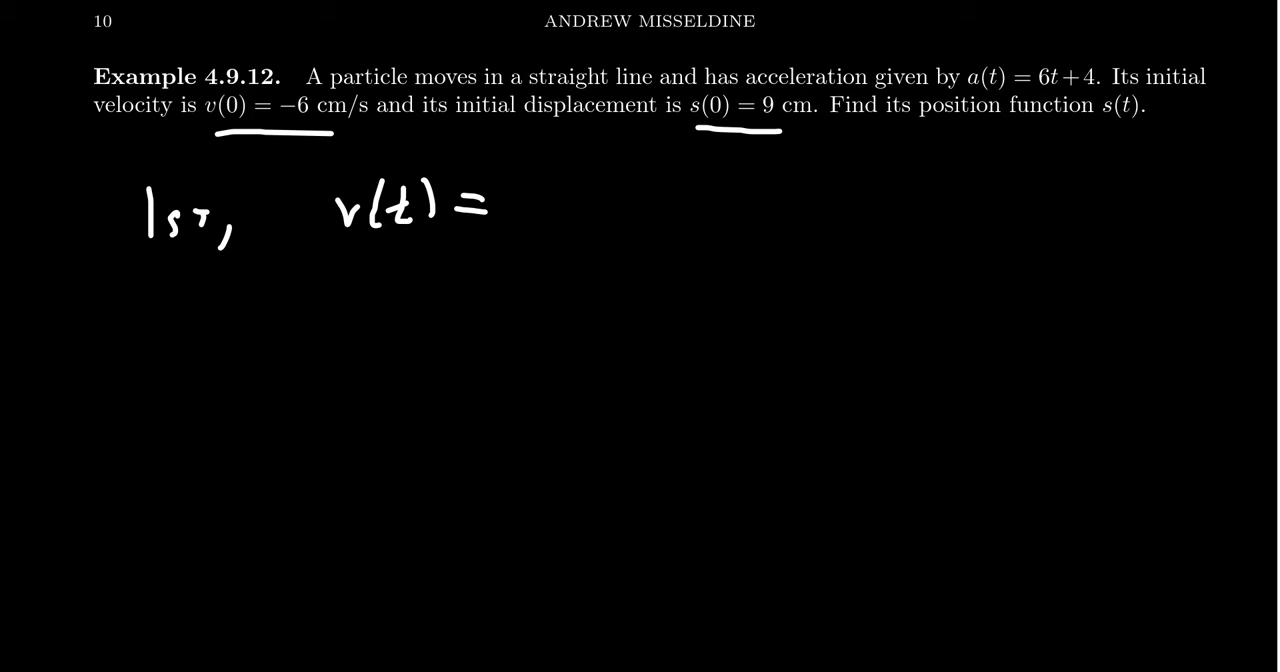 10 ANDREW MISSELDINE
Example 4.9.12. A particle moves in a straight line and has acceleration given by a(t) = 6t + 4. Its initial
velocity is v(0) = −6 cm/s and its initial displacement is s(0) = 9 cm. Find its position function s(t).
1st, v(t) =